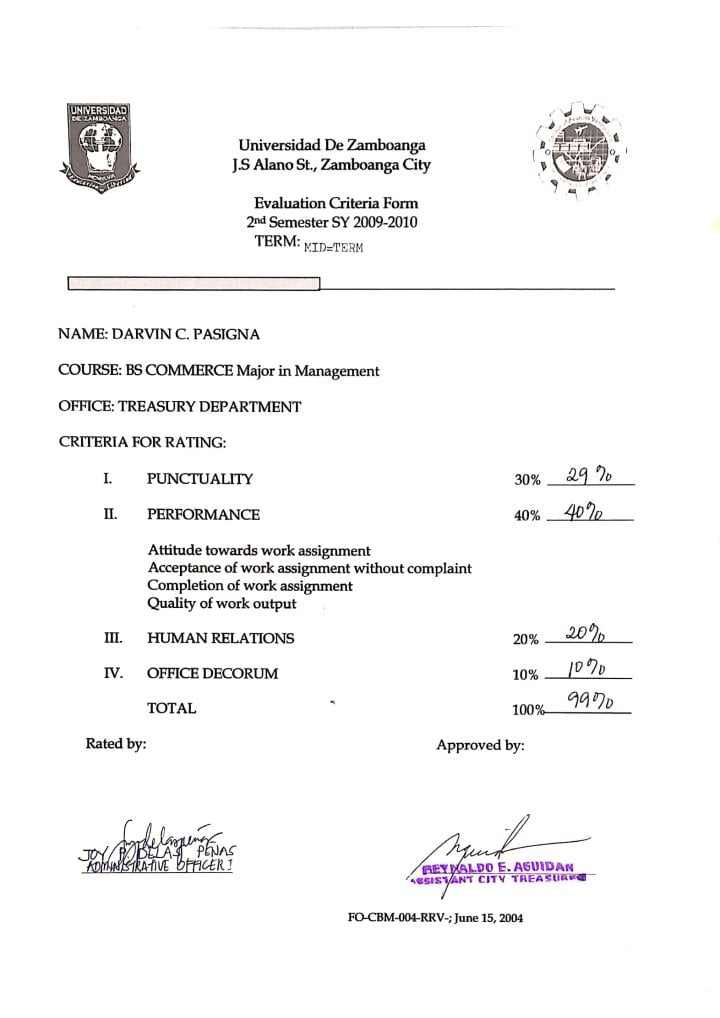 UNIVERSIDAD
DE ZAMBOANGA
Universidad De Zamboanga
J.S Alano St., Zamboanga City
Evaluation Criteria Form
2nd Semester SY 2009-2010
TERM: MID=TERM
NAME: DARVIN C. PASIGNA
COURSE: BS COMMERCE Major in Management
OFFICE: TREASURY DEPARTMENT
CRITERIA FOR RATING:
I. PUNCTUALITY 30% 29%
II. PERFORMANCE 40% 40%
Attitude towards work assignment
Acceptance of work assignment without complaint
Completion of work assignment
Quality of work output
III. HUMAN RELATIONS 20% 20%
IV. OFFICE DECORUM 10% 10%
TOTAL 100% 99%
Rated by: Approved by:
JOY P. DELAS PEÑAS
ADMINISTRATIVE OFFICER I
REYNALDO E. AGUIDAN
ASSISTANT CITY TREASURER
FO-CBM-004-RRV-; June 15, 2004